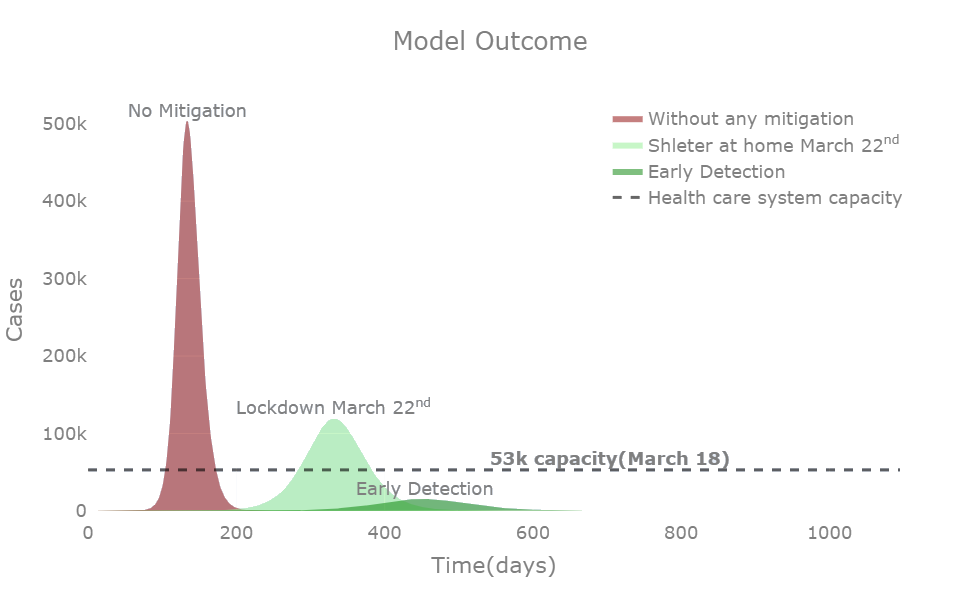 Model Outcome
No Mitigation
500k
400k
300k
200k
100k
0
Cases
Without any mitigation
Shleter at home March 22nd
Early Detection
Health care system capacity
Lockdown March 22nd
53k capacity(March 18)
Early Detection
0 200 400 600 800 1000
Time(days)